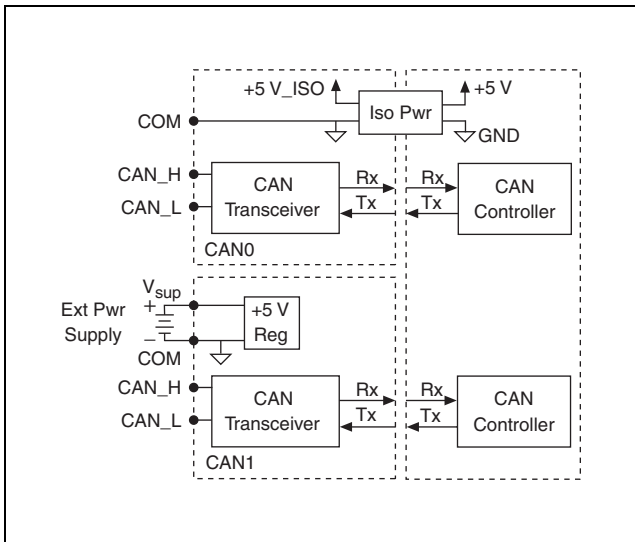 +5 V_ISO
Iso Pwr
+5 V
COM
GND
CAN_H
CAN_L
CAN
Transceiver
Rx
Tx
Rx
Tx
CAN
Controller
CAN0
Vsup
+
Ext Pwr
Supply
–
+5 V
Reg
COM
CAN_H
CAN_L
CAN
Transceiver
Rx
Tx
Rx
Tx
CAN
Controller
CAN1